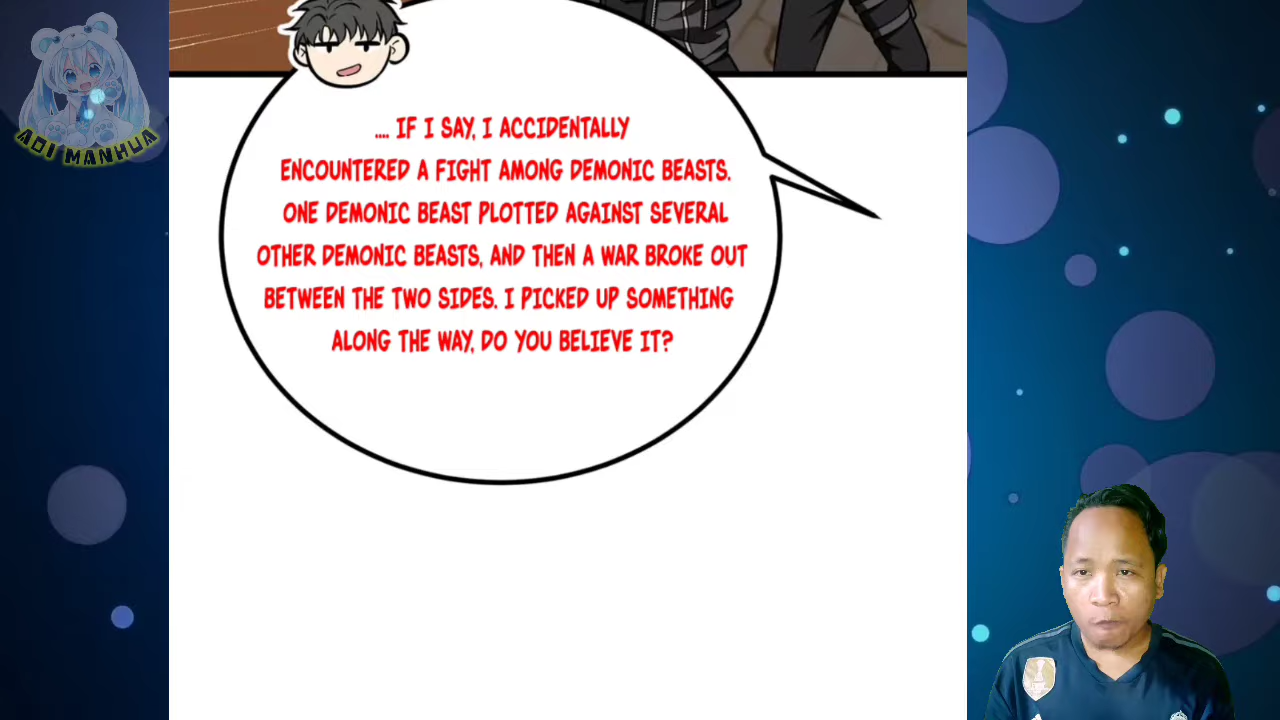 ADI MANHUA
.... IF I SAY, I ACCIDENTALLY
ENCOUNTERED A FIGHT AMONG DEMONIC BEASTS.
ONE DEMONIC BEAST PLOTTED AGAINST SEVERAL
OTHER DEMONIC BEASTS, AND THEN A WAR BROKE OUT
BETWEEN THE TWO SIDES. I PICKED UP SOMETHING
ALONG THE WAY, DO YOU BELIEVE IT?